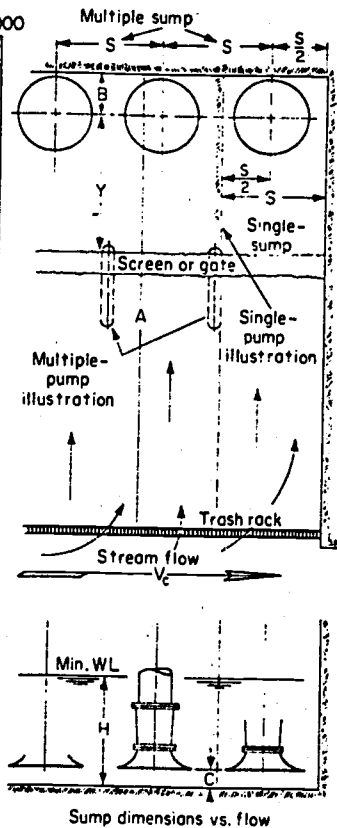 000
Multiple sump
S
S
S
2
B
Y
S
2
S
Single-
sump
Screen or gate
A
Multiple-
pump
illustration
Single-
pump
illustration
Trash rack
Stream flow
Vc
Min. WL
H
C
Sump dimensions vs. flow